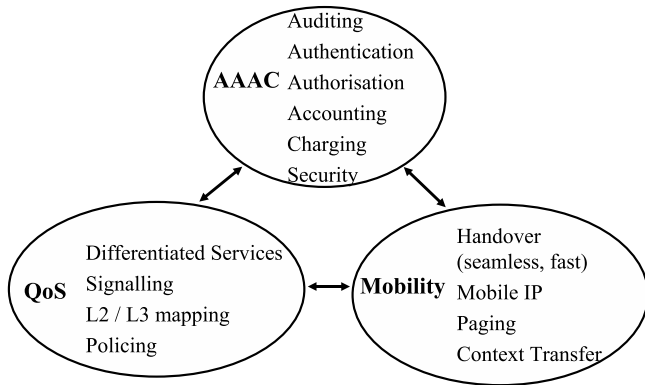 Auditing
Authentication
AAAC Authorisation
Accounting
Charging
Security
Differentiated Services
QoS Signalling
L2 / L3 mapping
Policing
Handover
(seamless, fast)
Mobility Mobile IP
Paging
Context Transfer